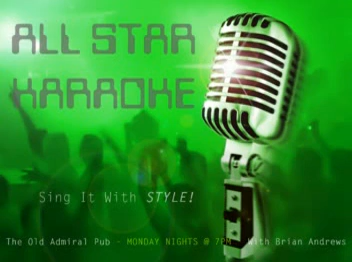 ALL STAR
KARAOKE
Sing It With STYLE!
The Old Admiral Pub - MONDAY NIGHTS @ 7PM - With Brian Andrews